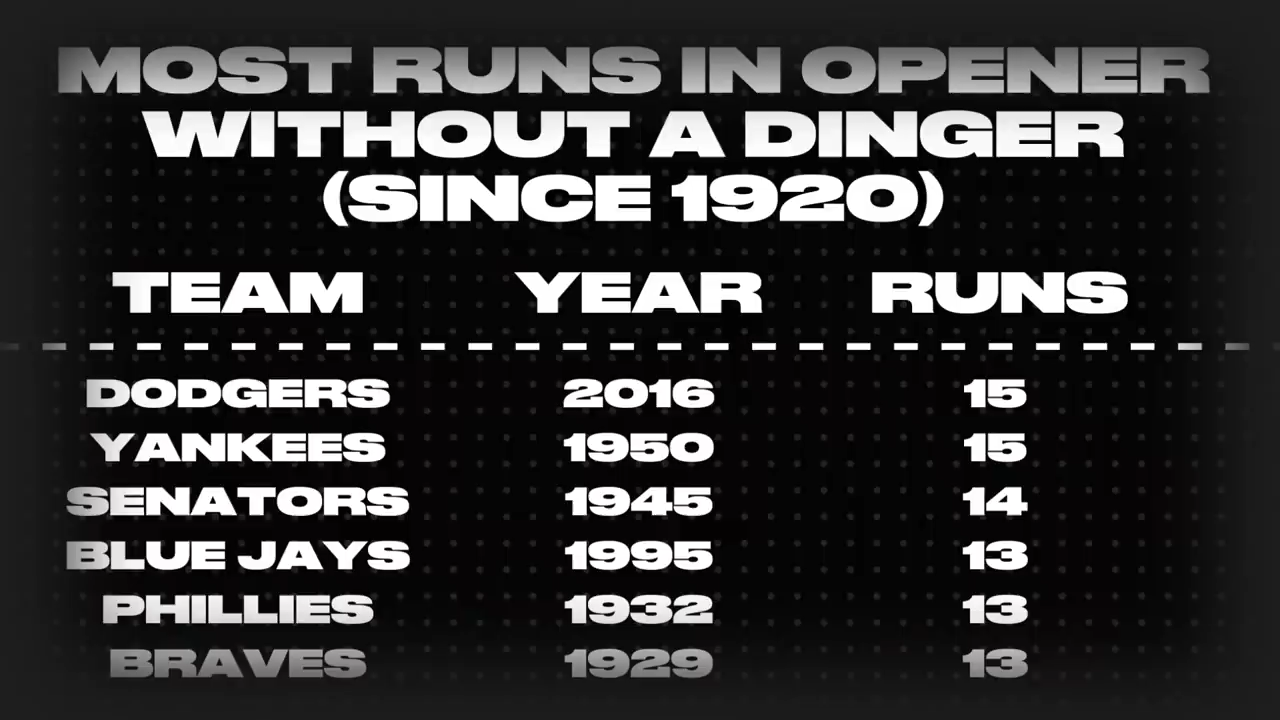 MOST RUNS IN OPENER
WITHOUT A DINGER
(SINCE 1920)
TEAM YEAR RUNS
DODGERS 2016 15
YANKEES 1950 15
SENATORS 1945 14
BLUE JAYS 1995 13
PHILLIES 1932 13
BRAVES 1929 13